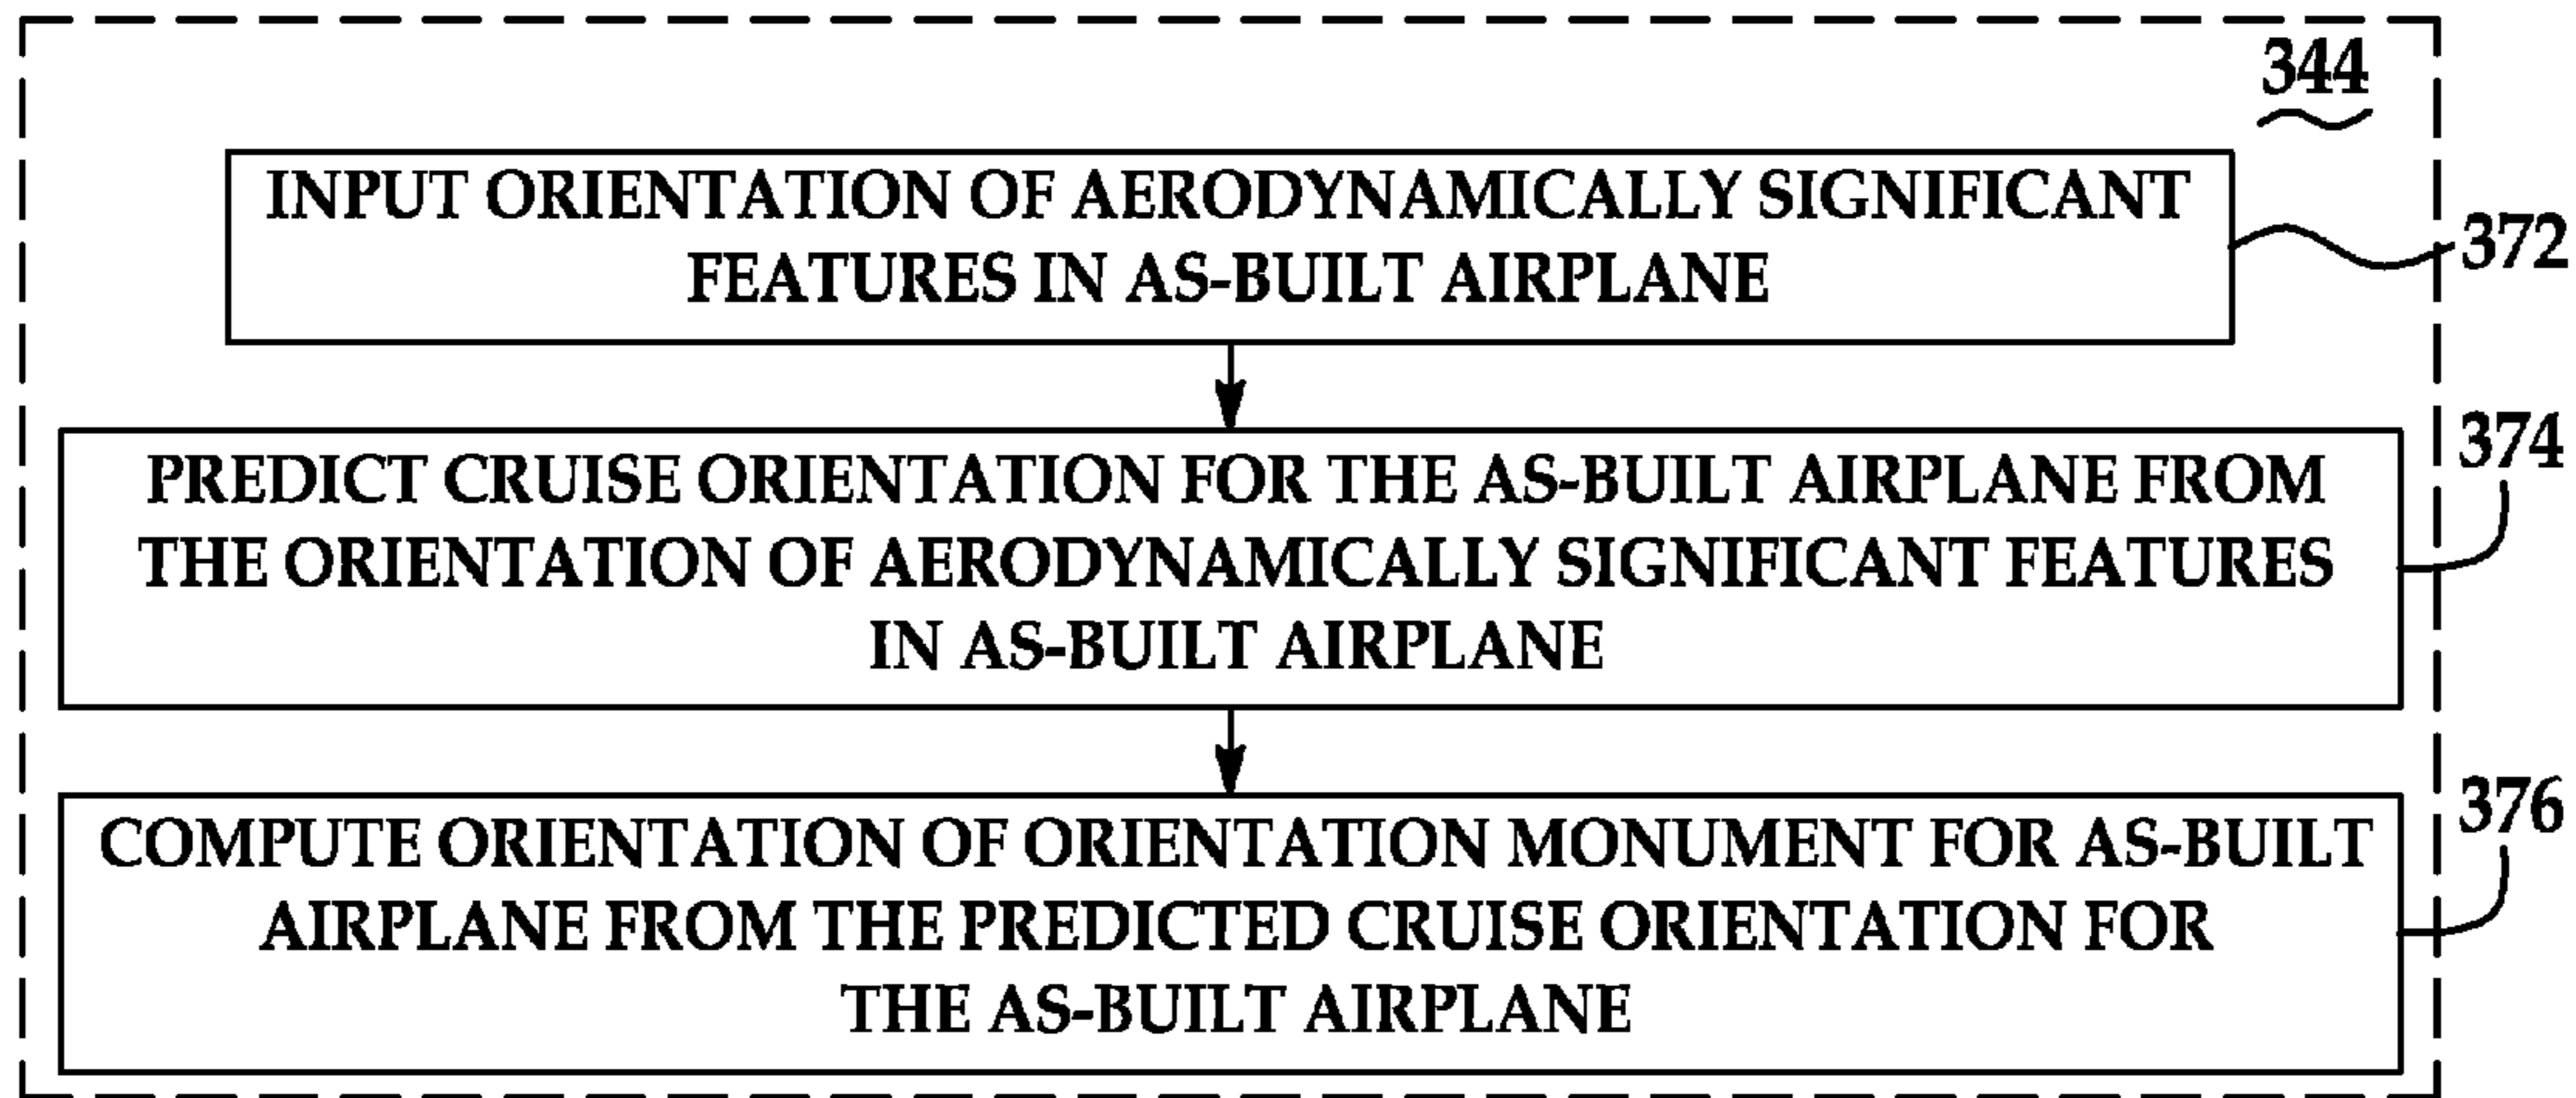 344
INPUT ORIENTATION OF AERODYNAMICALLY SIGNIFICANT
FEATURES IN AS-BUILT AIRPLANE
372
PREDICT CRUISE ORIENTATION FOR THE AS-BUILT AIRPLANE FROM
THE ORIENTATION OF AERODYNAMICALLY SIGNIFICANT FEATURES
IN AS-BUILT AIRPLANE
374
COMPUTE ORIENTATION OF ORIENTATION MONUMENT FOR AS-BUILT
AIRPLANE FROM THE PREDICTED CRUISE ORIENTATION FOR
THE AS-BUILT AIRPLANE
376